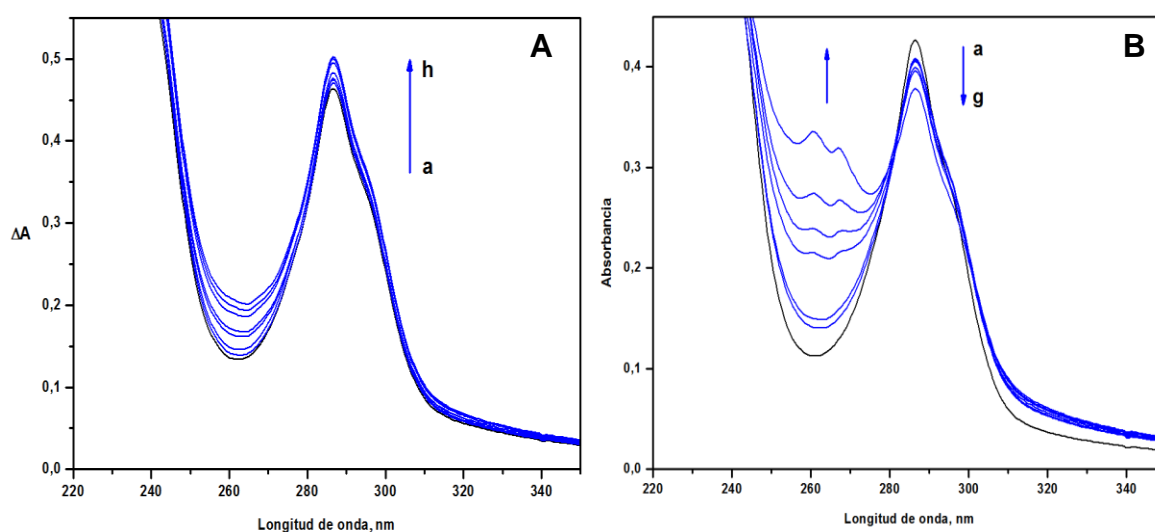 A
h
a
0,5
0,4
0,3
0,2
0,1
0,0
ΔA
220 240 260 280 300 320 340
Longitud de onda, nm
B
a
g
0,4
0,3
0,2
0,1
0,0
Absorbancia
220 240 260 280 300 320 340
Longitud de onda, nm